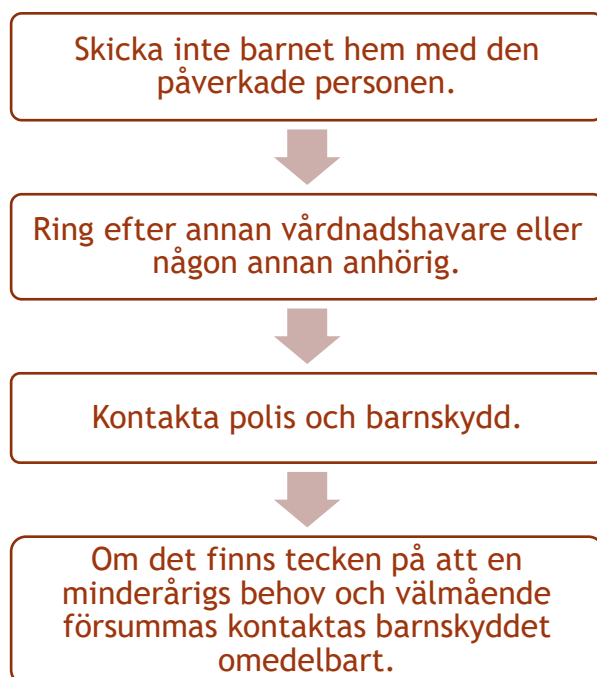 Skicka inte barnet hem med den
påverkade personen.
Ring efter annan vårdnadshavare eller
någon annan anhörig.
Kontakta polis och barnskydd.
Om det finns tecken på att en
minderårigs behov och välmående
försummas kontaktas barnskyddet
omedelbart.